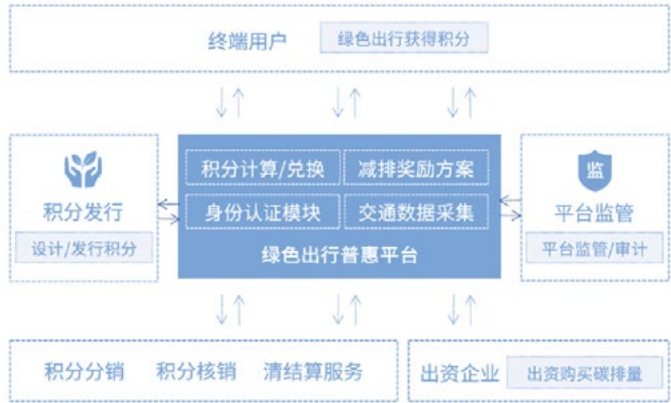 终端用户 绿色出行获得积分
积分计算/兑换 减排奖励方案
身份认证模块 交通数据采集
绿色出行普惠平台
积分发行
设计/发行积分
监
平台监管
平台监管/审计
积分分销 积分核销 清结算服务
出资企业 出资购买碳排量